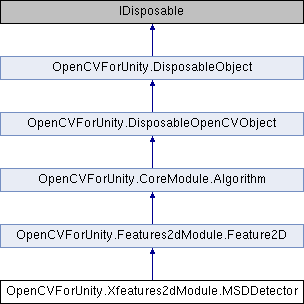 IDisposable
OpenCVForUnity.DisposableObject
OpenCVForUnity.DisposableOpenCVObject
OpenCVForUnity.CoreModule.Algorithm
OpenCVForUnity.Features2dModule.Feature2D
OpenCVForUnity.Xfeatures2dModule.MSDDetector